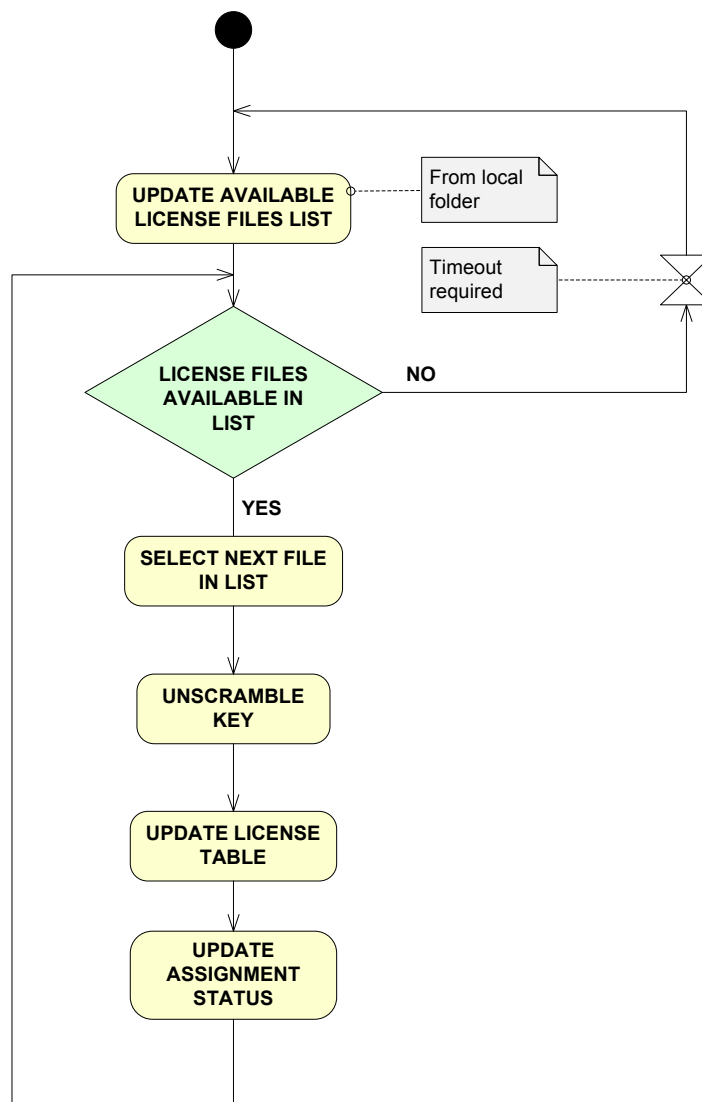 UPDATE AVAILABLE
LICENSE FILES LIST
From local
folder
Timeout
required
LICENSE FILES
AVAILABLE IN
LIST
NO
YES
SELECT NEXT FILE
IN LIST
UNSCRAMBLE
KEY
UPDATE LICENSE
TABLE
UPDATE
ASSIGNMENT
STATUS